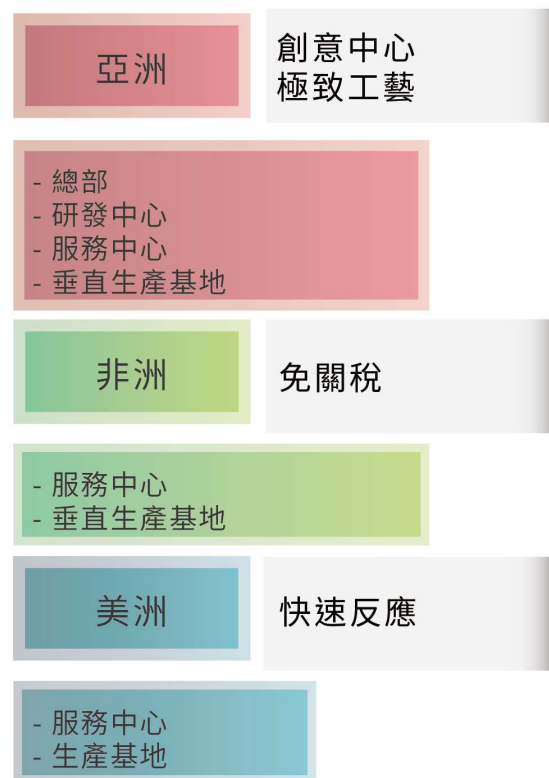 亞洲
創意中心
極致工藝
- 總部
- 研發中心
- 服務中心
- 垂直生產基地
非洲
免關稅
- 服務中心
- 垂直生產基地
美洲
快速反應
- 服務中心
- 生產基地